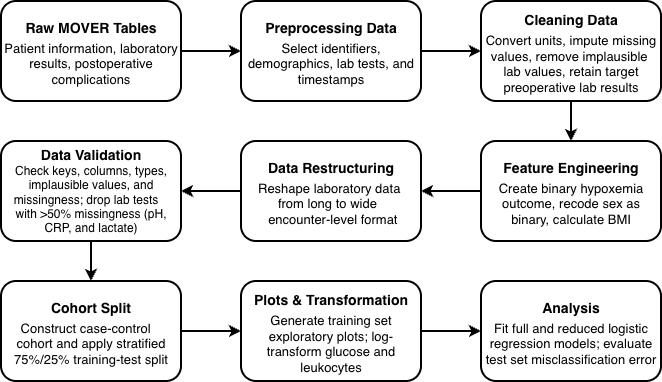 Raw MOVER Tables
Patient information, laboratory
results, postoperative
complications
Preprocessing Data
Select identifiers,
demographics, lab tests, and
timestamps
Cleaning Data
Convert units, impute missing
values, remove implausible
lab values, retain target
preoperative lab results
Feature Engineering
Create binary hypoxemia
outcome, recode sex as
binary, calculate BMI
Data Restructuring
Reshape laboratory data
from long to wide
encounter-level format
Data Validation
Check keys, columns, types,
implausible values, and
missingness; drop lab tests
with >50% missingness (pH,
CRP, and lactate)
Cohort Split
Construct case-control
cohort and apply stratified
75%/25% training-test split
Plots & Transformation
Generate training set
exploratory plots; log-
transform glucose and
leukocytes
Analysis
Fit full and reduced logistic
regression models; evaluate
test set misclassification error